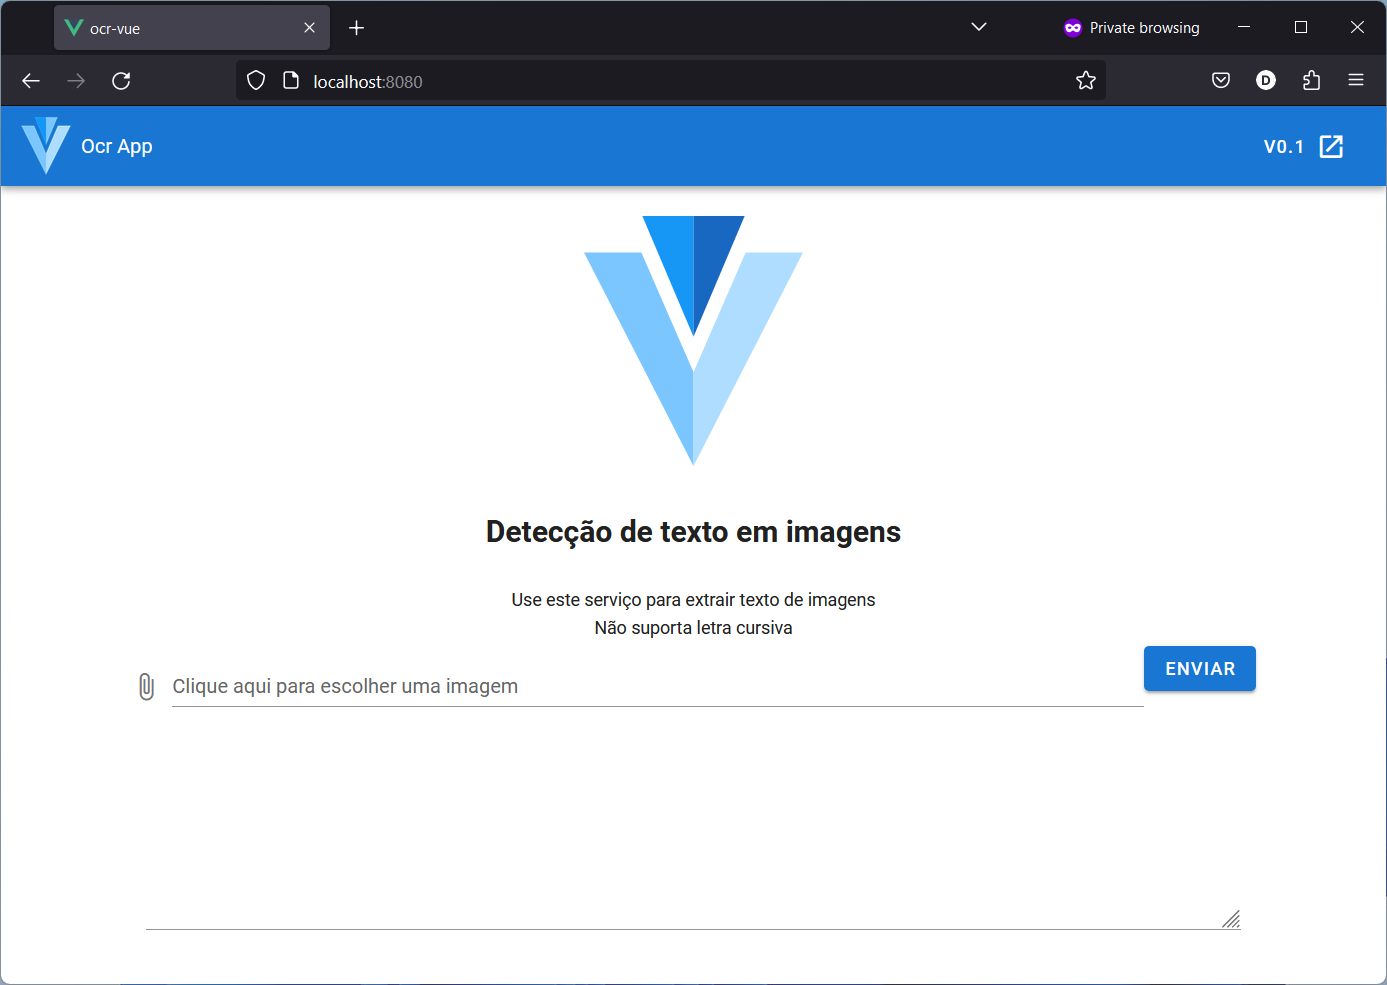 ocr-vue
Private browsing
localhost:8080
D
Ocr App
V0.1
Detecção de texto em imagens
Use este serviço para extrair texto de imagens
Não suporta letra cursiva
Clique aqui para escolher uma imagem
ENVIAR